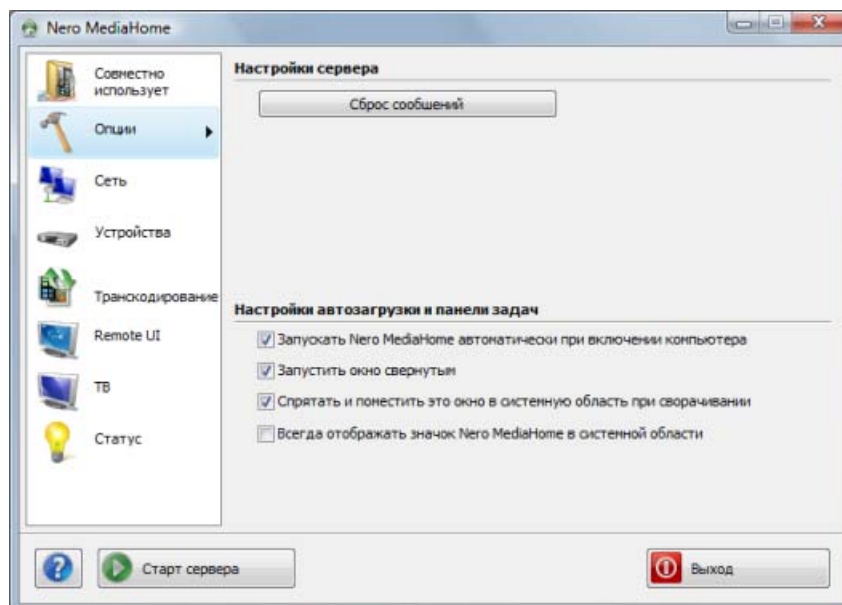 Nero MediaHome
Совместно
использует
Опции
Сеть
Устройства
Транскодирование
Remote UI
ТВ
Статус
Настройки сервера
Сброс сообщений
Настройки автозагрузки и панели задач
Запускать Nero MediaHome автоматически при включении компьютера
Запустить окно свернутым
Спрятать и поместить это окно в системную область при сворачивании
Всегда отображать значок Nero MediaHome в системной области
?
Старт сервера
Выход